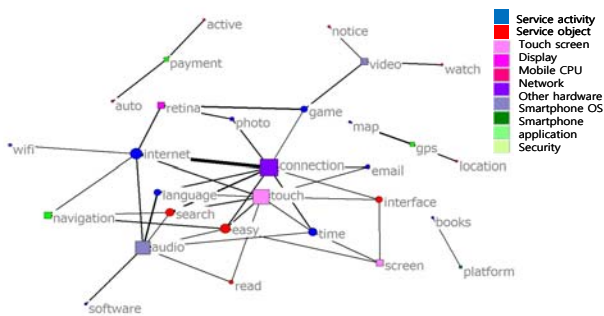 active
notice
payment
video
watch
auto
retina
game
photo
map
wifi
internet
gps
connection
email
location
language
touch
interface
navigation
search
easy
time
books
audio
screen
platform
read
software
Service activity
Service object
Touch screen
Display
Mobile CPU
Network
Other hardware
Smartphone OS
Smartphone
application
Security